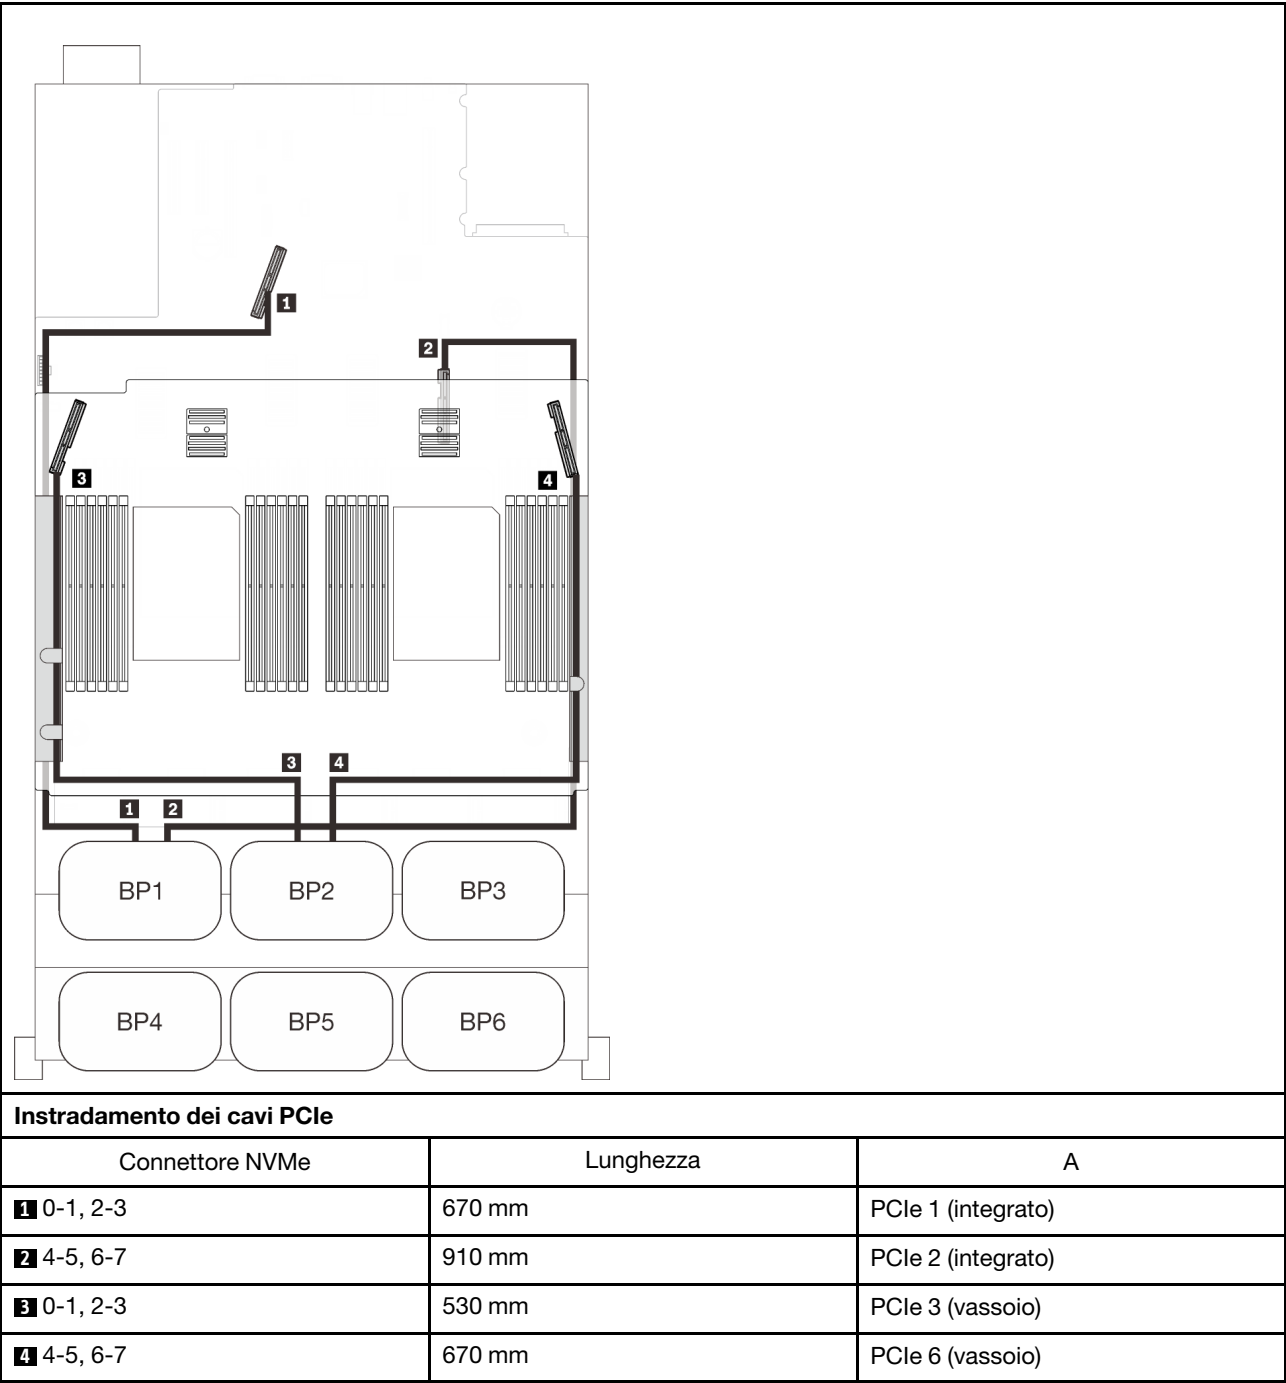 1
2
3
4
3 4
1 2
BP1 BP2 BP3
BP4 BP5 BP6
Instradamento dei cavi PCIe
Connettore NVMe Lunghezza A
1 0-1, 2-3 670 mm PCIe 1 (integrato)
2 4-5, 6-7 910 mm PCIe 2 (integrato)
3 0-1, 2-3 530 mm PCIe 3 (vassoio)
4 4-5, 6-7 670 mm PCIe 6 (vassoio)